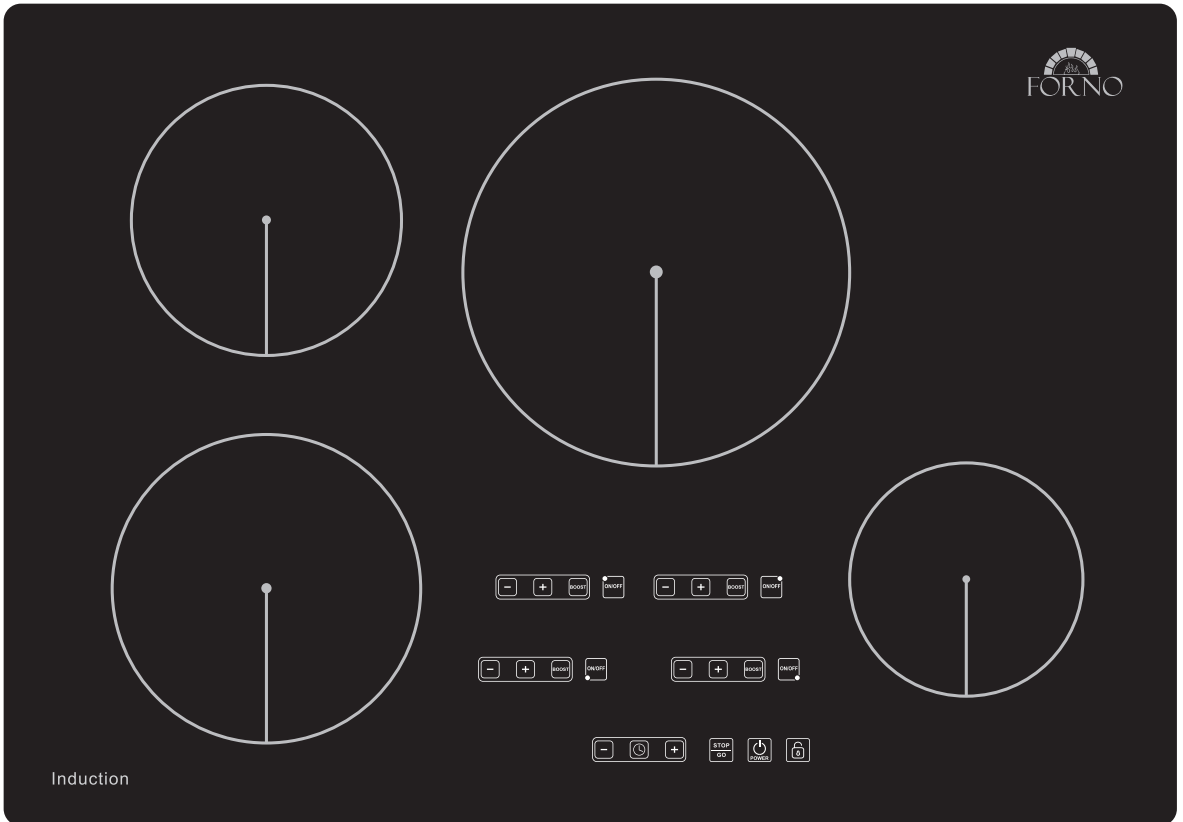 FORNO
- + BOOST ON/OFF - + BOOST ON/OFF
- + BOOST ON/OFF - + BOOST ON/OFF
- + STOP
GO POWER
Induction